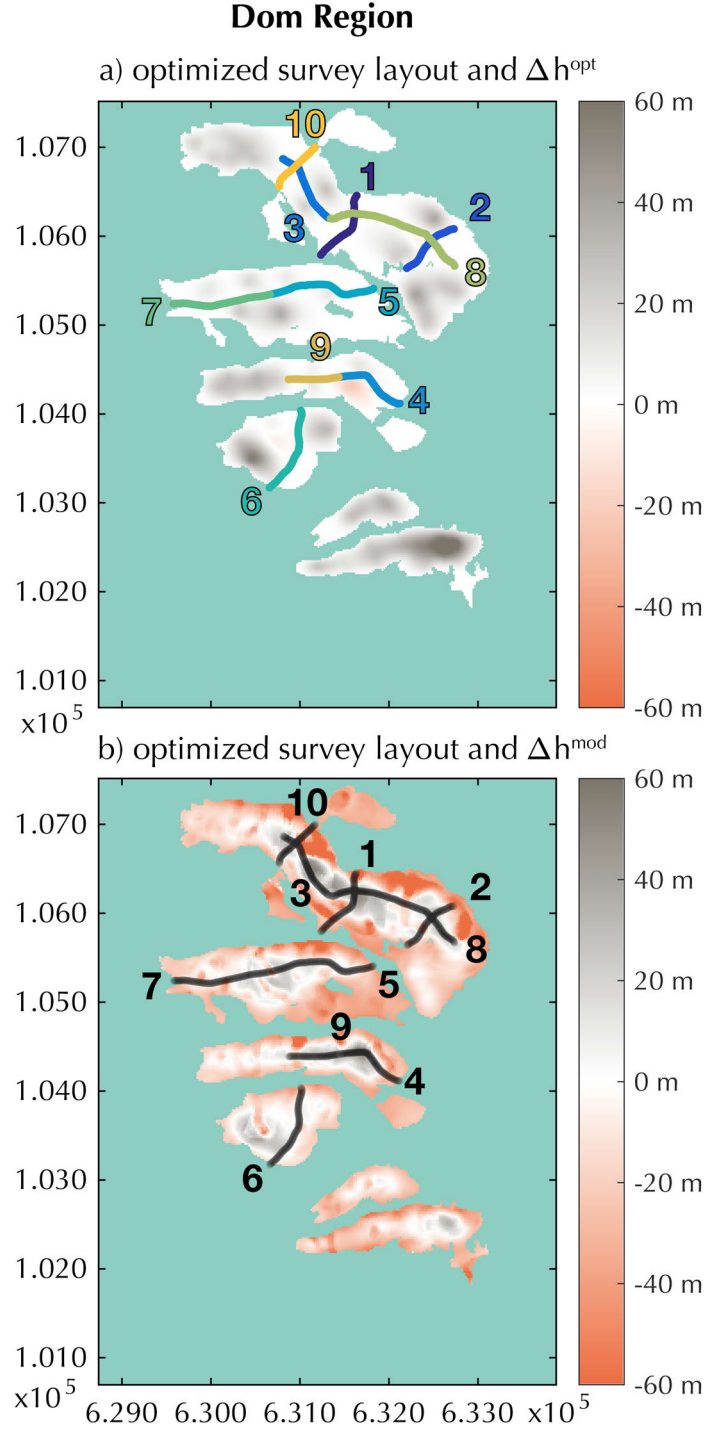 Dom Region
a) optimized survey layout and Δh^opt
60 m
1.070
10
1
40 m
2
1.060
3
8
20 m
7
5
1.050
9
0 m
1.040
4
6
1.030
-20 m
1.020
-40 m
1.010
x10^5
-60 m
b) optimized survey layout and Δh^mod
60 m
10
1.070
1
40 m
2
3
1.060
8
20 m
7
5
1.050
9
4
0 m
1.040
6
1.030
-20 m
1.020
-40 m
1.010
x10^5
-60 m
6.290 6.300 6.310 6.320 6.330 x10^5